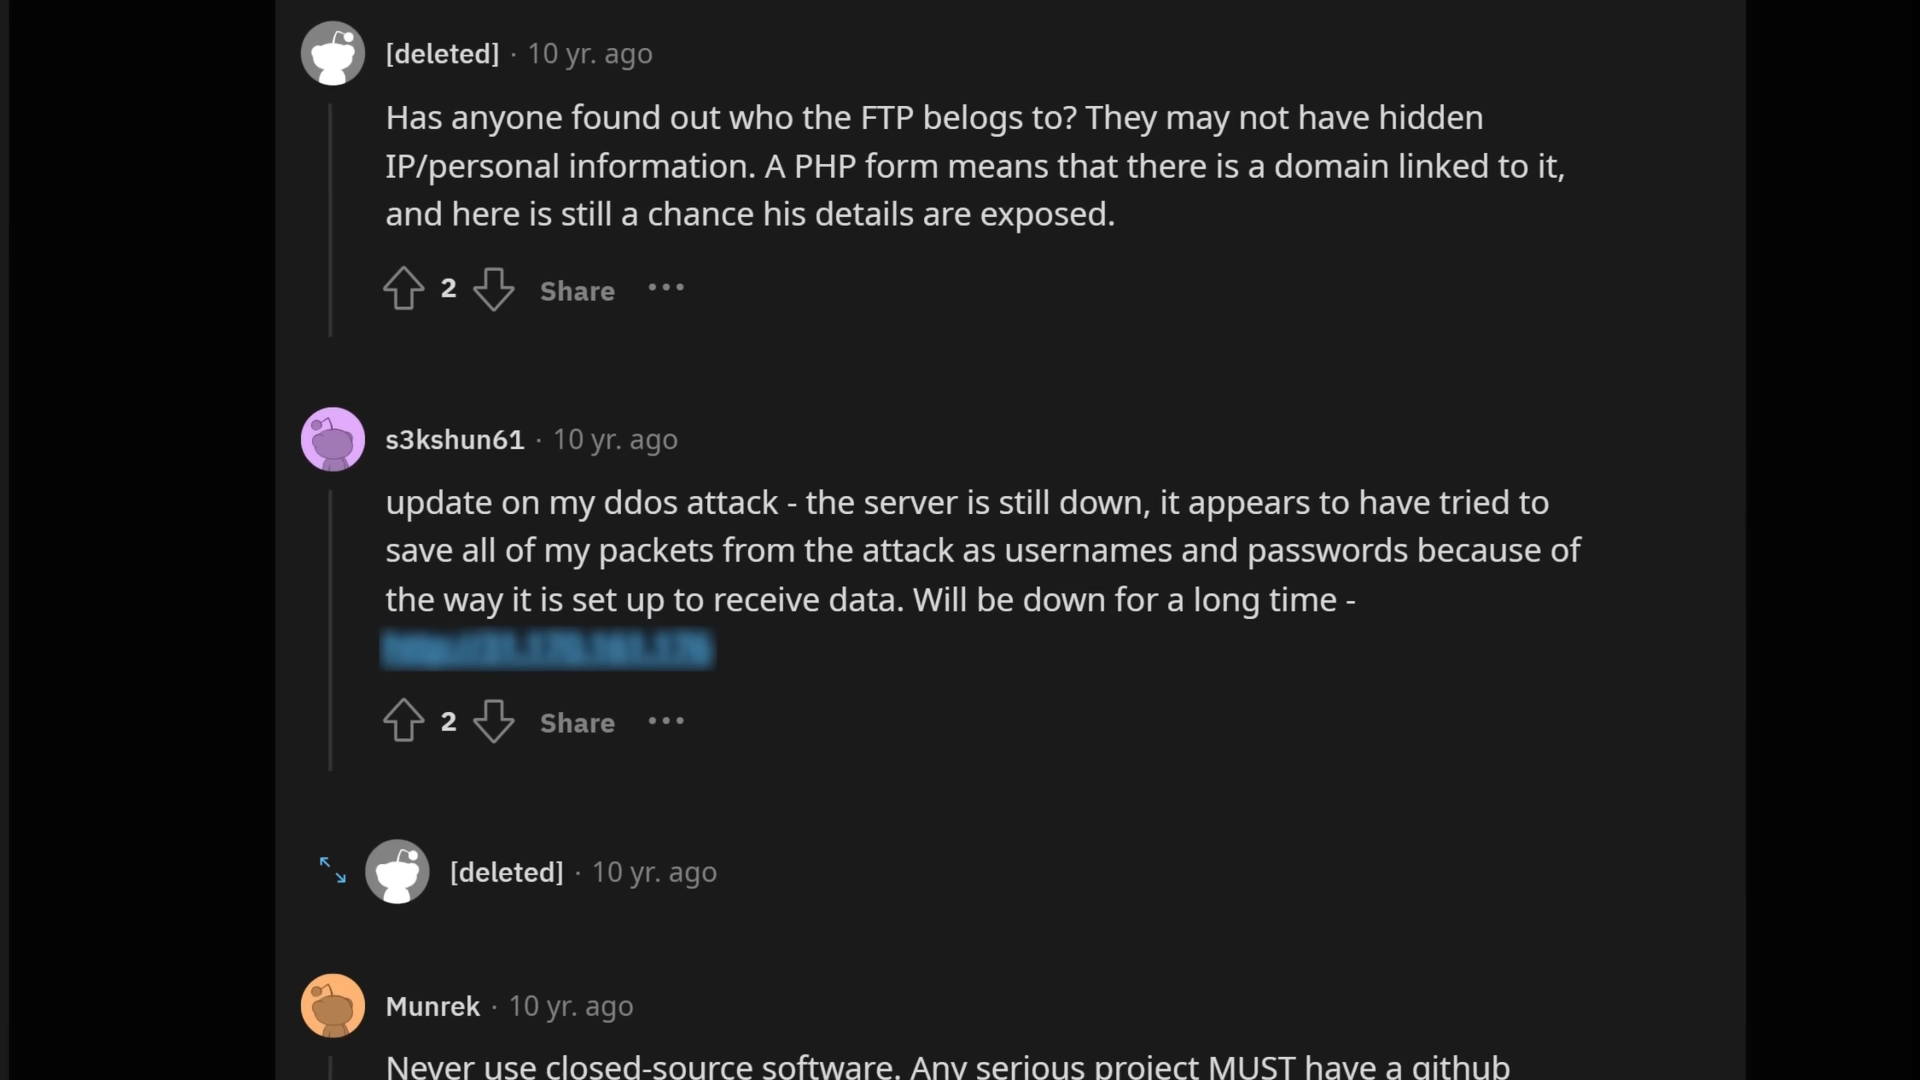 [deleted] · 10 yr. ago
Has anyone found out who the FTP belogs to? They may not have hidden
IP/personal information. A PHP form means that there is a domain linked to it,
and here is still a chance his details are exposed.
2 Share ···
s3kshun61 · 10 yr. ago
update on my ddos attack - the server is still down, it appears to have tried to
save all of my packets from the attack as usernames and passwords because of
the way it is set up to receive data. Will be down for a long time -
2 Share ···
[deleted] · 10 yr. ago
Munrek · 10 yr. ago
Never use closed-source software. Any serious project MUST have a github